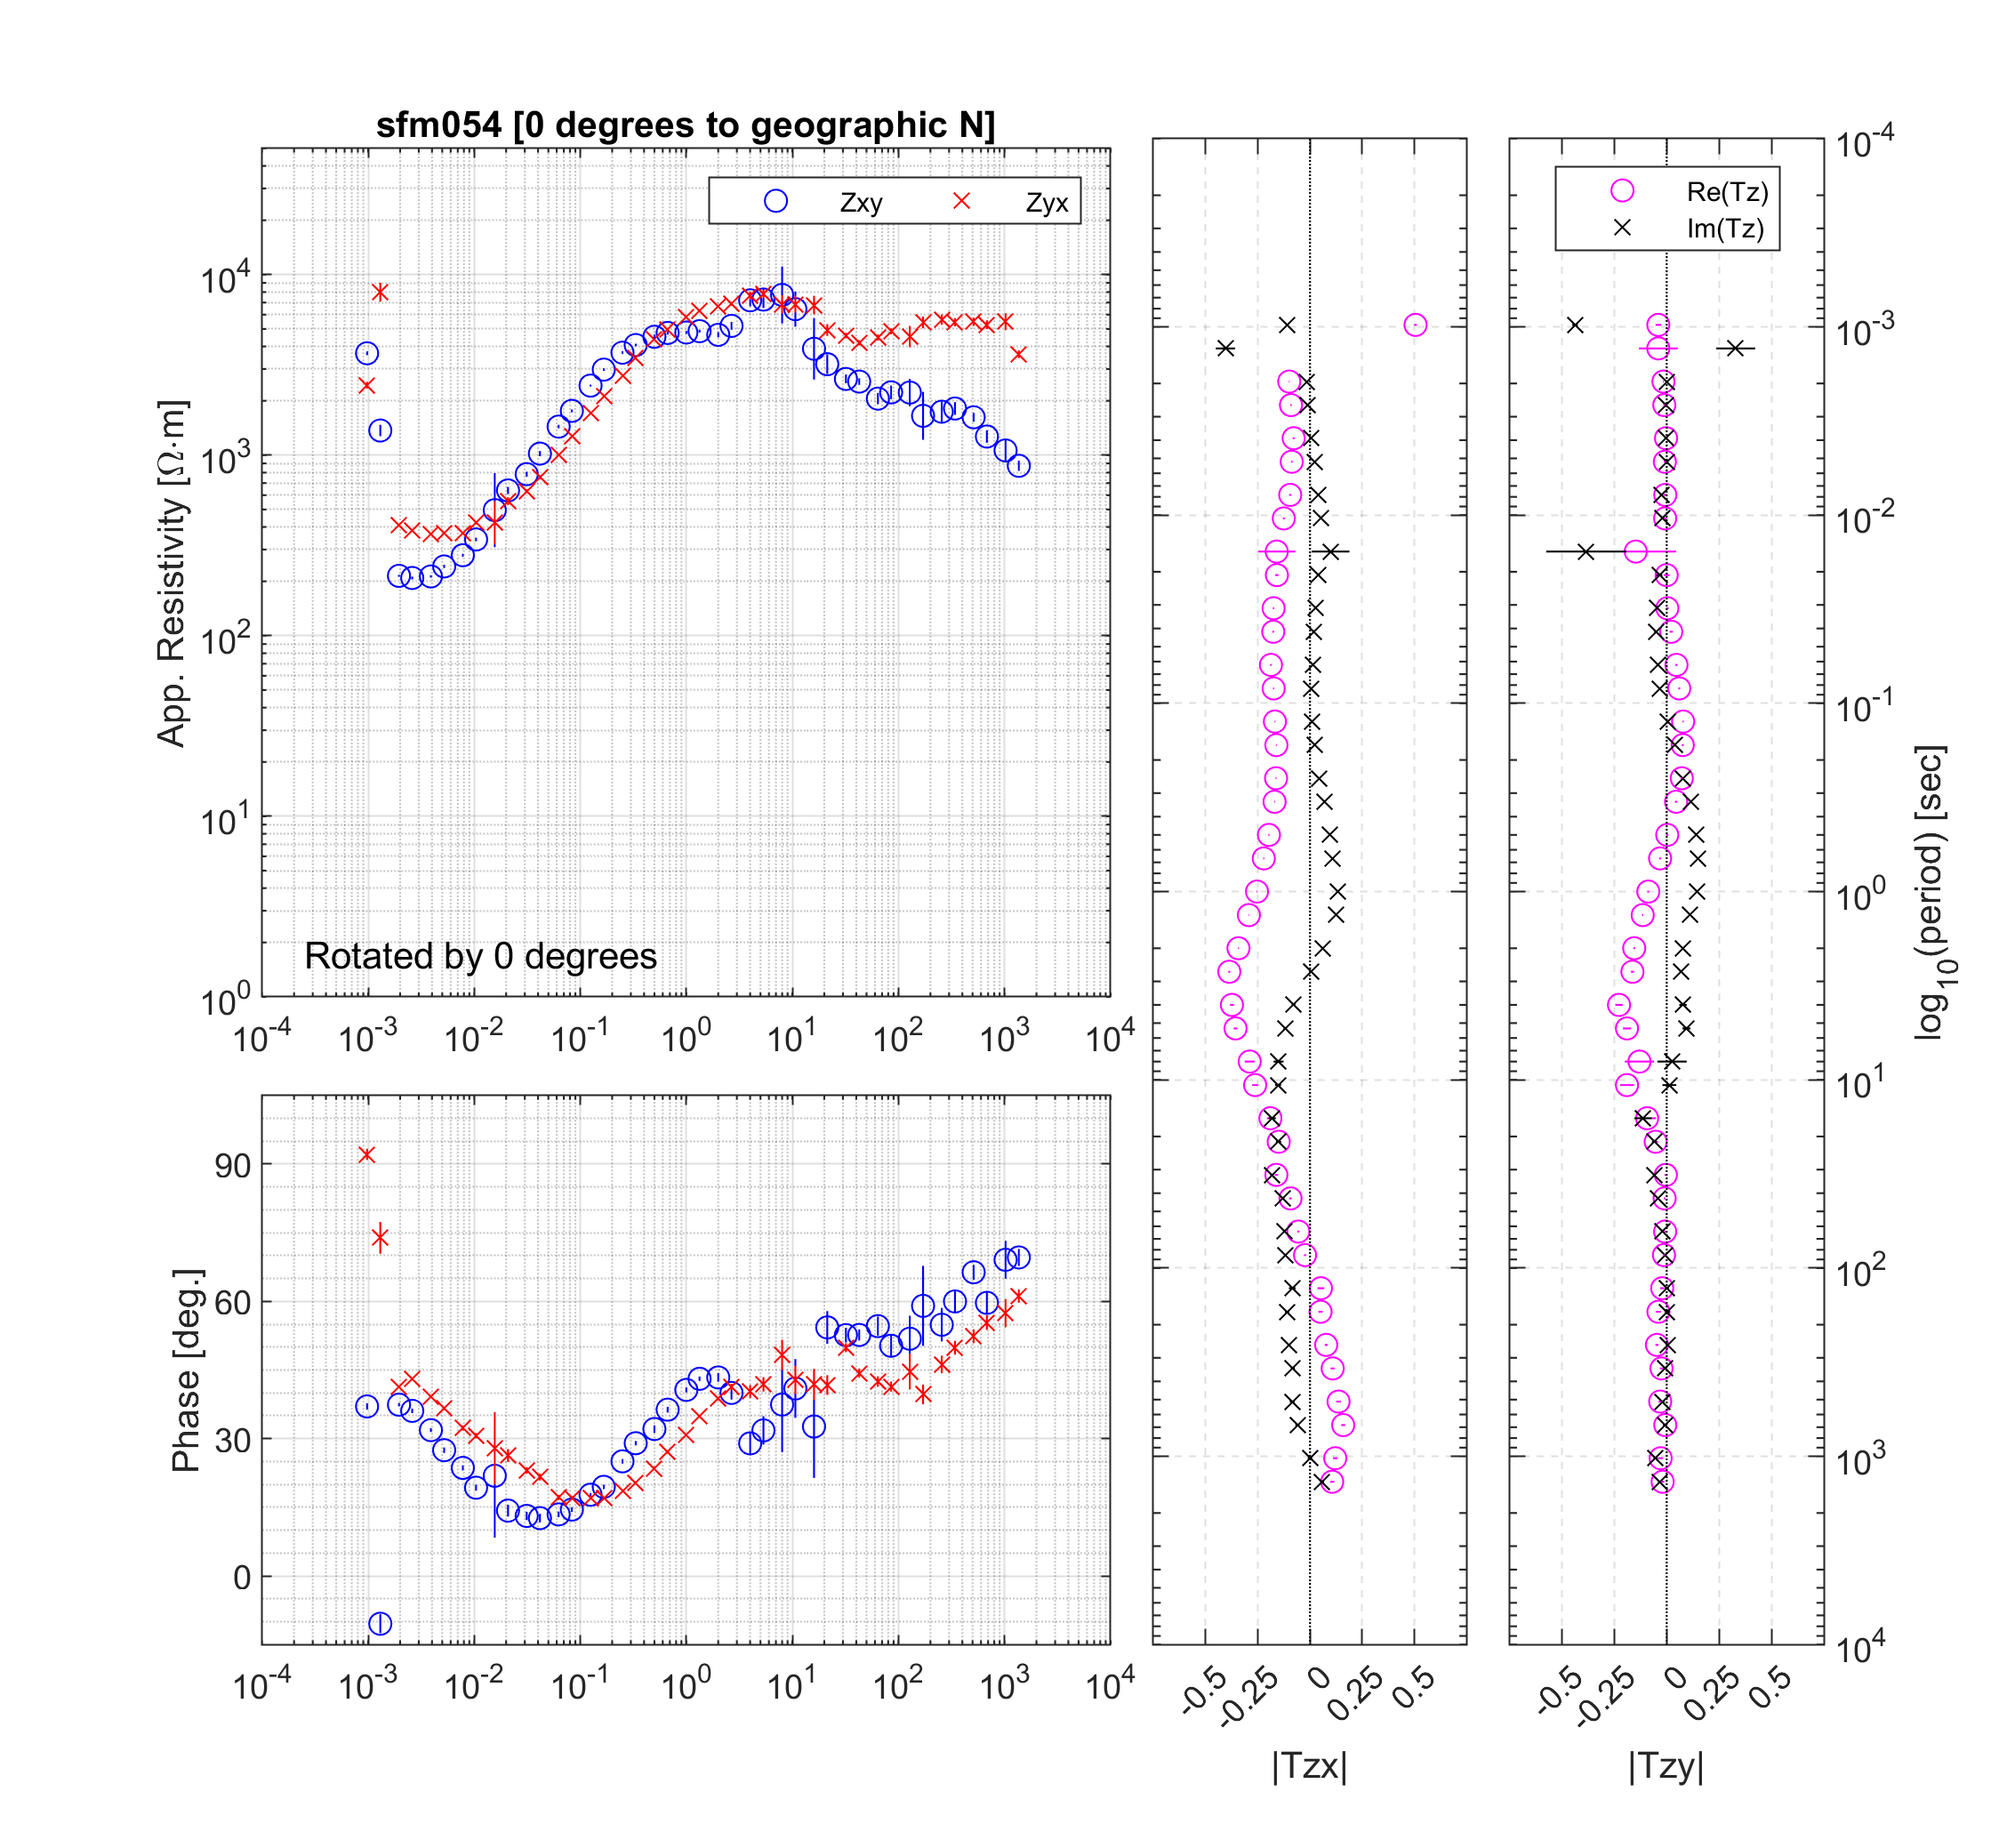 sfm054 [0 degrees to geographic N]
Zxy Zyx
App. Resistivity [Ω·m]
10^4
10^3
10^2
10^1
10^0
Rotated by 0 degrees
10^-4 10^-3 10^-2 10^-1 10^0 10^1 10^2 10^3 10^4
Phase [deg.]
90
60
30
0
10^-4 10^-3 10^-2 10^-1 10^0 10^1 10^2 10^3 10^4
-0.5 -0.25 0 0.25 0.5
|Tzx|
Re(Tz)
Im(Tz)
10^-4
10^-3
10^-2
10^-1
10^0
10^1
10^2
10^3
10^4
log10(period) [sec]
-0.5 -0.25 0 0.25 0.5
|Tzy|